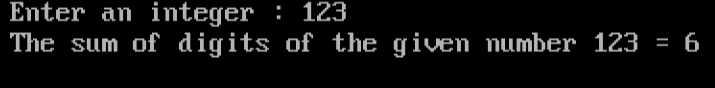 Enter an integer : 123
The sum of digits of the given number 123 = 6